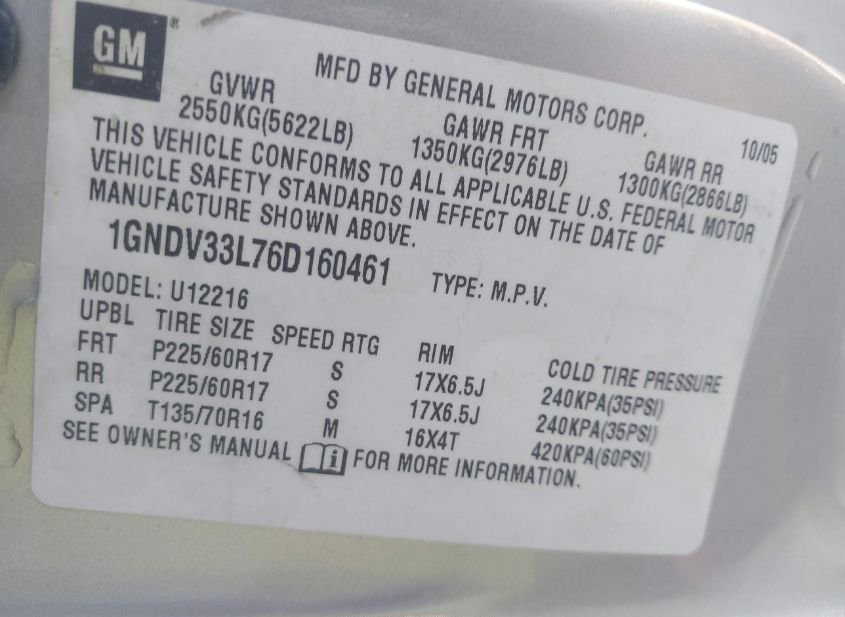 GM ®
MFD BY GENERAL MOTORS CORP. 10/05
GVWR GAWR FRT GAWR RR
2550KG(5622LB) 1350KG(2976LB) 1300KG(2866LB)
THIS VEHICLE CONFORMS TO ALL APPLICABLE U.S. FEDERAL MOTOR
VEHICLE SAFETY STANDARDS IN EFFECT ON THE DATE OF
MANUFACTURE SHOWN ABOVE.
1GNDV33L76D160461 TYPE: M.P.V.
MODEL: U12216
UPBL TIRE SIZE SPEED RTG RIM COLD TIRE PRESSURE
FRT P225/60R17 S 17X6.5J 240KPA(35PSI)
RR P225/60R17 S 17X6.5J 240KPA(35PSI)
SPA T135/70R16 M 16X4T 420KPA(60PSI)
SEE OWNER'S MANUAL i FOR MORE INFORMATION.